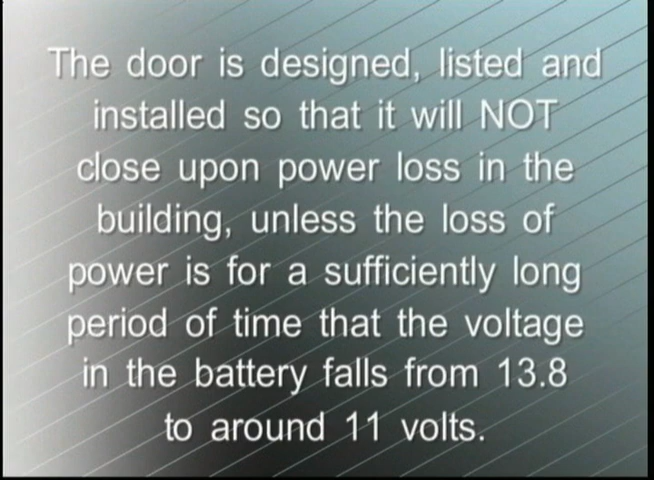 The door is designed, listed and
installed so that it will NOT
close upon power loss in the
building, unless the loss of
power is for a sufficiently long
period of time that the voltage
in the battery falls from 13.8
to around 11 volts.